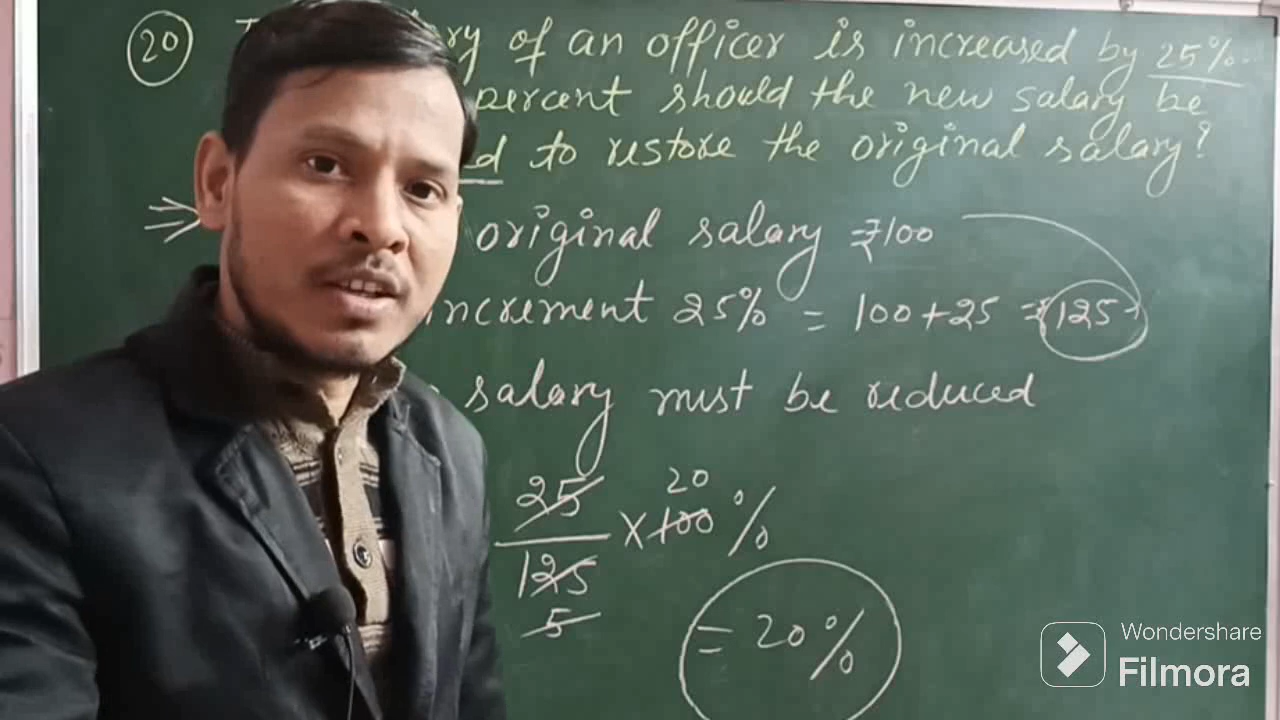 20 ry of an officer is increased by 25%.
percent should the new salary be
d to restore the original salary?
⇒ original salary = ₹100
increment 25% = 100+25 = ₹125
salary must be reduced
25/125 × 100 %
20
5
= 20%
Wondershare
Filmora